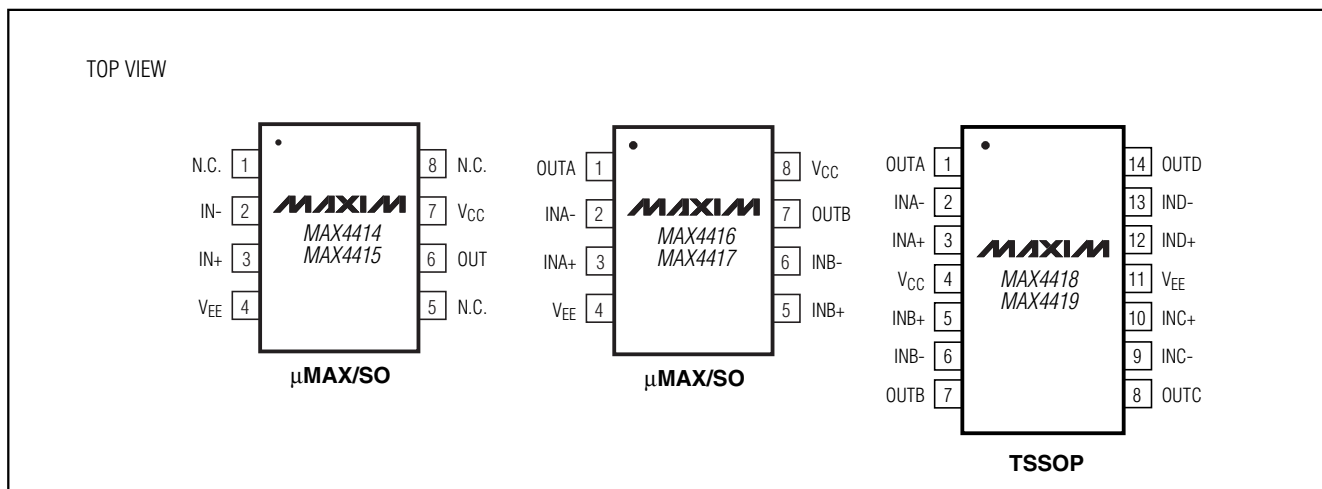 TOP VIEW
N.C. 1
IN- 2
IN+ 3
VEE 4
8 N.C.
7 VCC
6 OUT
5 N.C.
MAXIM
MAX4414
MAX4415
μMAX/SO
OUTA 1
INA- 2
INA+ 3
VEE 4
8 VCC
7 OUTB
6 INB-
5 INB+
MAXIM
MAX4416
MAX4417
μMAX/SO
OUTA 1
INA- 2
INA+ 3
VCC 4
INB+ 5
INB- 6
OUTB 7
14 OUTD
13 IND-
12 IND+
11 VEE
10 INC+
9 INC-
8 OUTC
MAXIM
MAX4418
MAX4419
TSSOP